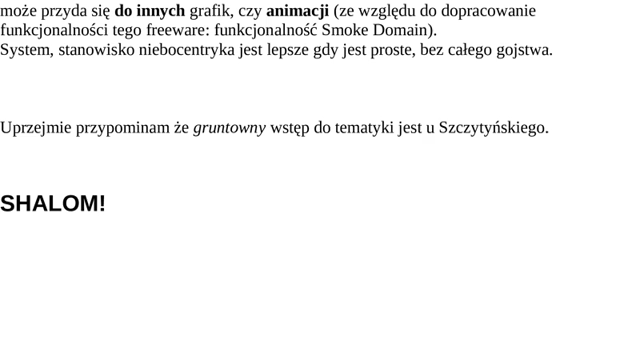 może przyda się do innych grafik, czy animacji (ze względu do dopracowanie
funkcjonalności tego freeware: funkcjonalność Smoke Domain).
System, stanowisko niebocentryka jest lepsze gdy jest proste, bez całego gojstwa.
Uprzejmie przypominam że gruntowny wstęp do tematyki jest u Szczytyńskiego.
SHALOM!